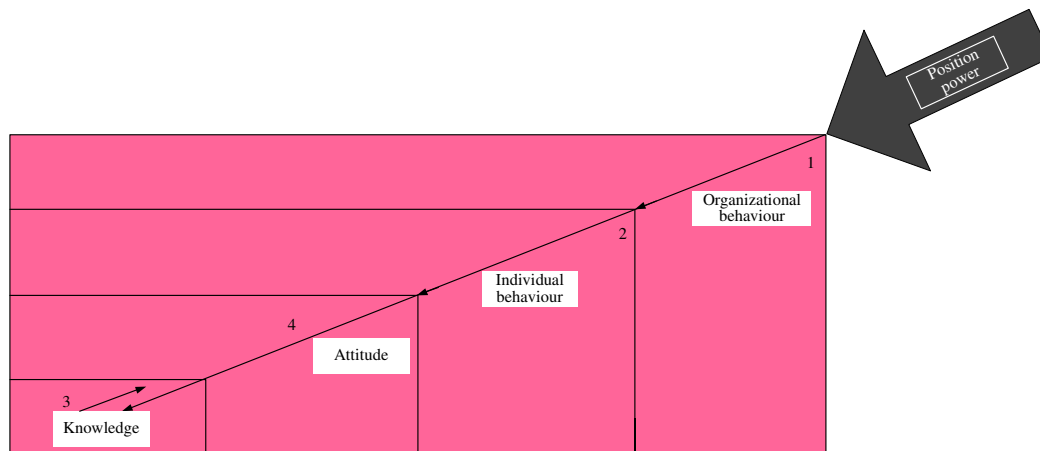 Position
power
1
Organizational
behaviour
2
Individual
behaviour
4
Attitude
3
Knowledge